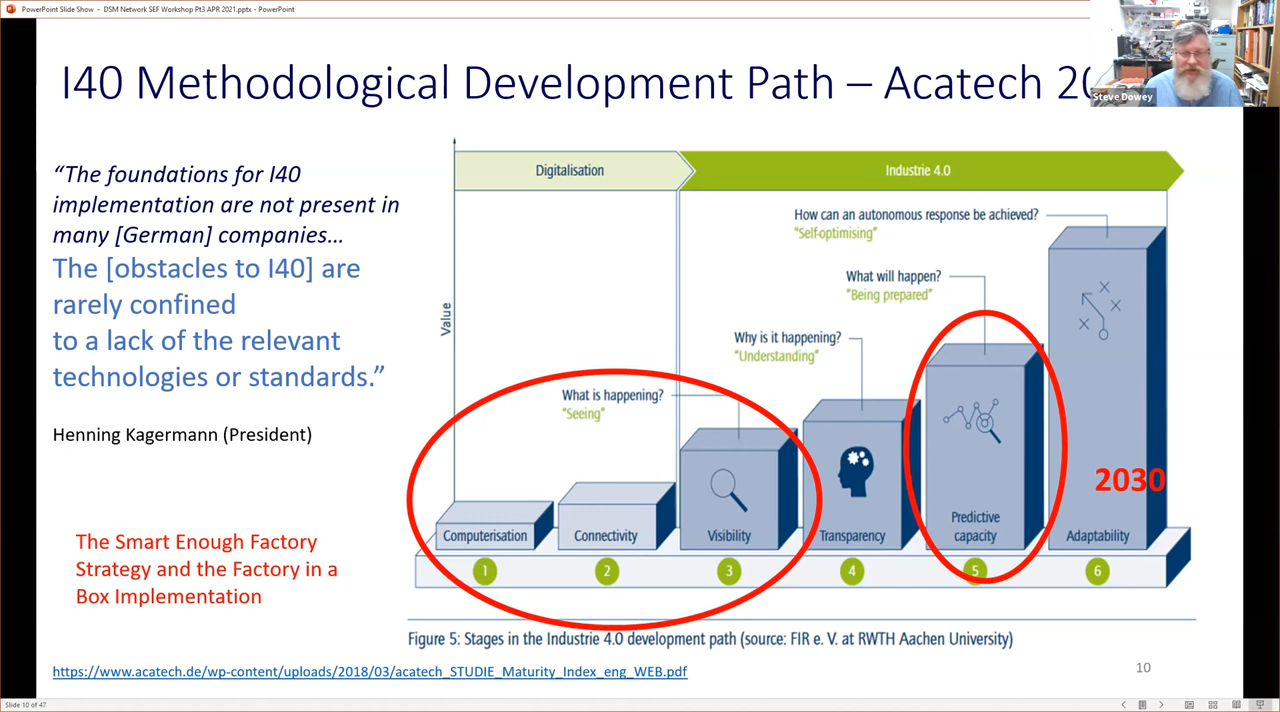 PowerPoint Slide Show - DSM Network SEF Workshop Pt3 APR 2021.pptx - PowerPoint
I40 Methodological Development Path – Acatech
Steve Dowey
“The foundations for I40
implementation are not present in
many [German] companies…
The [obstacles to I40] are
rarely confined
to a lack of the relevant
technologies or standards.”
Henning Kagermann (President)
The Smart Enough Factory
Strategy and the Factory in a
Box Implementation
Digitalisation
Industrie 4.0
Value
How can an autonomous response be achieved?
“Self-optimising”
What will happen?
“Being prepared”
Why is it happening?
“Understanding”
What is happening?
“Seeing”
2030
Computerisation
Connectivity
Visibility
Transparency
Predictive
capacity
Adaptability
1
2
3
4
5
6
Figure 5: Stages in the Industrie 4.0 development path (source: FIR e. V. at RWTH Aachen University)
https://www.acatech.de/wp-content/uploads/2018/03/acatech_STUDIE_Maturity_Index_eng_WEB.pdf
10
Slide 10 of 47